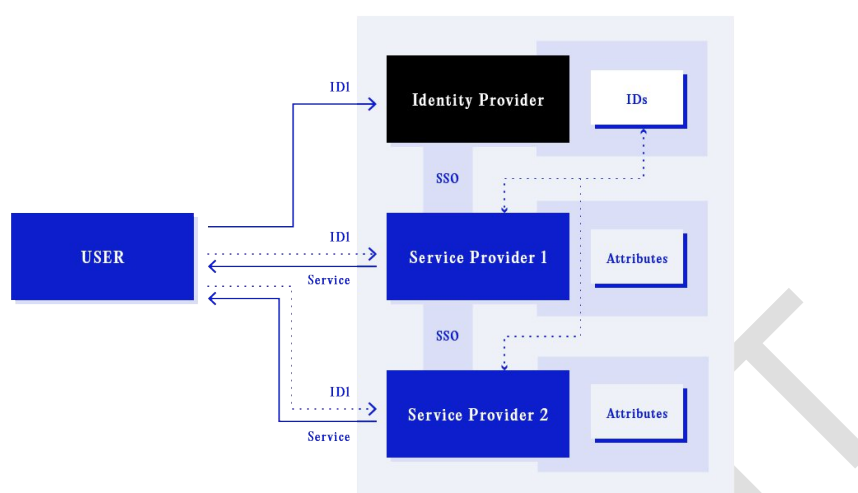 ID1
Identity Provider
IDs
SSO
USER
ID1
Service Provider 1
Attributes
Service
SSO
ID1
Service Provider 2
Attributes
Service